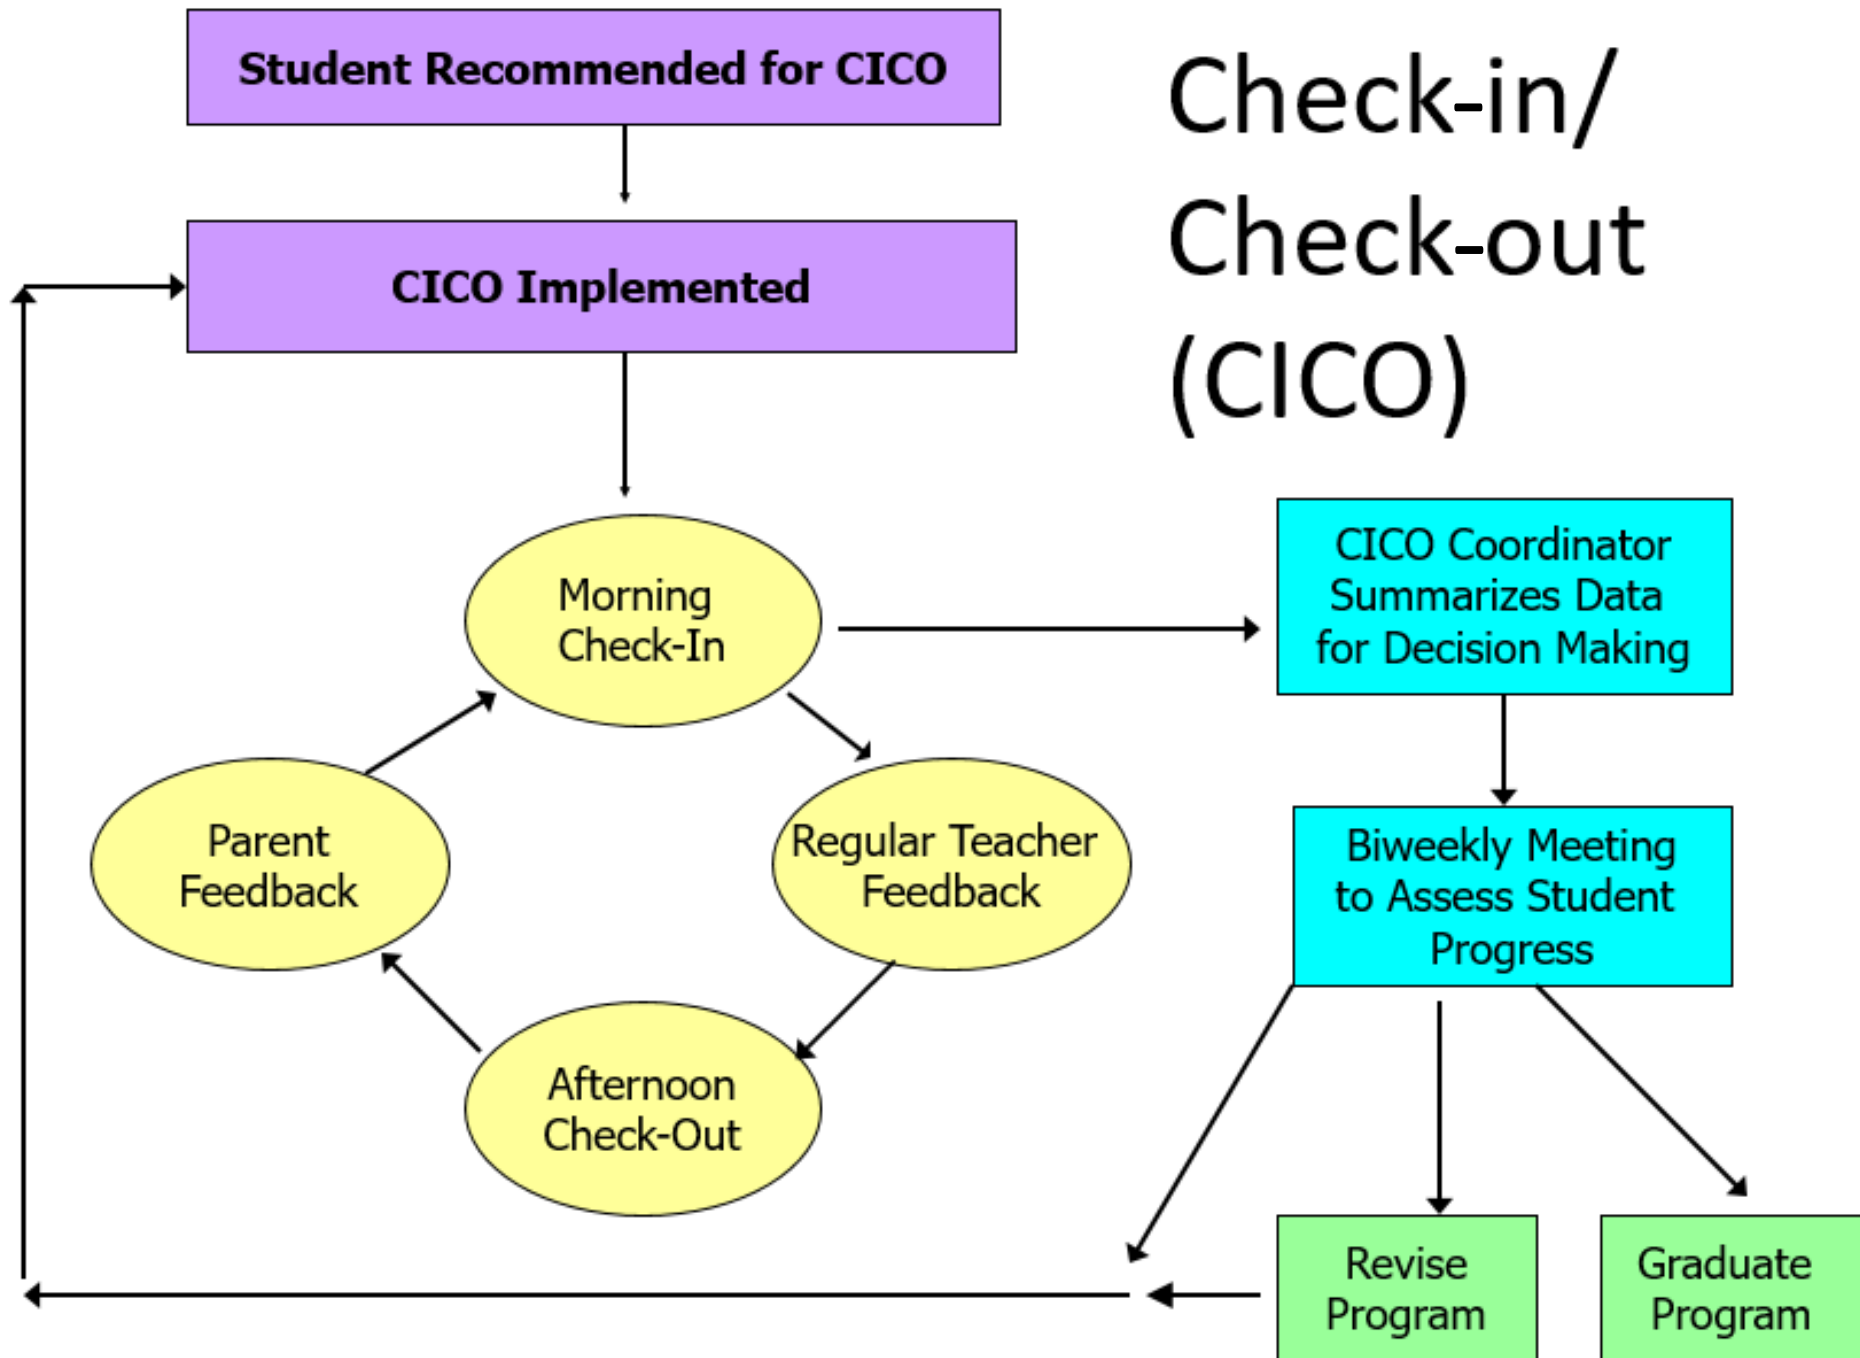 Student Recommended for CICO
Check-in/
Check-out
(CICO)
CICO Implemented
Morning
Check-In
CICO Coordinator
Summarizes Data
for Decision Making
Parent
Feedback
Regular Teacher
Feedback
Biweekly Meeting
to Assess Student
Progress
Afternoon
Check-Out
Revise
Program
Graduate
Program